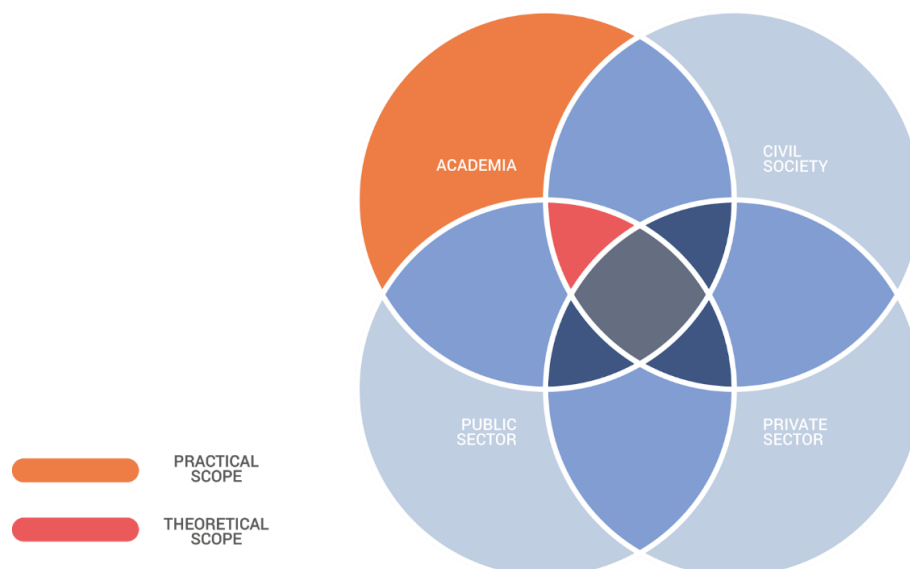 ACADEMIA
CIVIL
SOCIETY
PUBLIC
SECTOR
PRIVATE
SECTOR
PRACTICAL
SCOPE
THEORETICAL
SCOPE